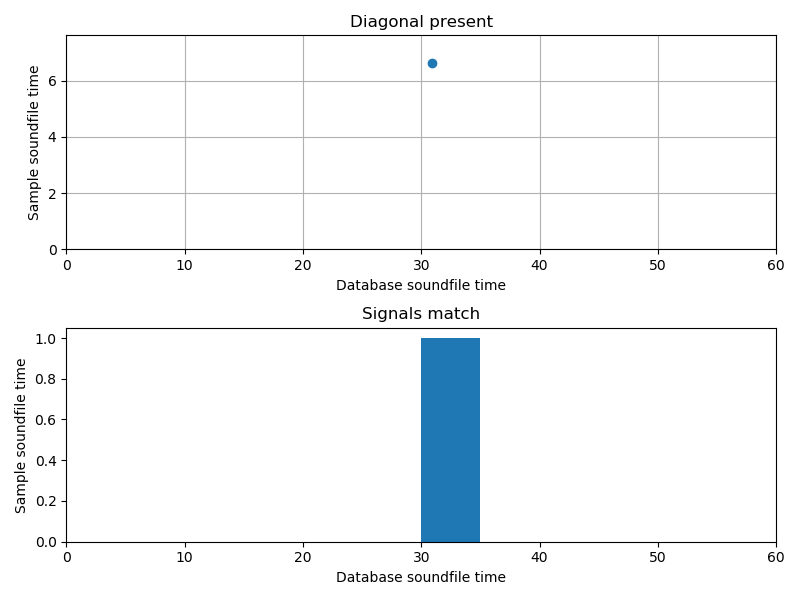 Diagonal present
Sample soundfile time
6
4
2
0
0 10 20 30 40 50 60
Database soundfile time
Signals match
Sample soundfile time
1.0
0.8
0.6
0.4
0.2
0.0
0 10 20 30 40 50 60
Database soundfile time